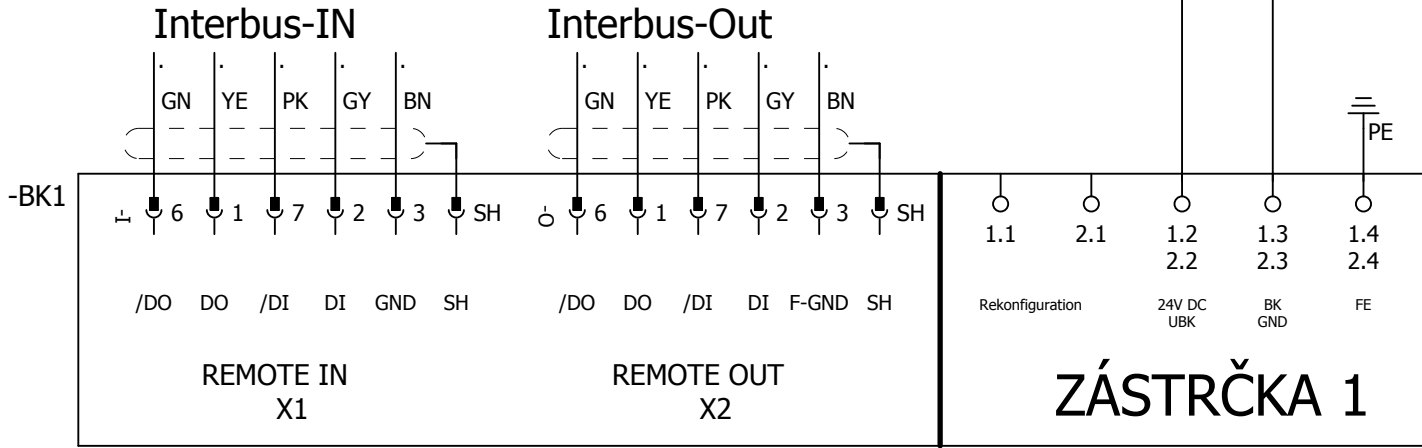 Interbus-IN Interbus-Out
. . . . . . . . . .
GN YE PK GY BN GN YE PK GY BN
PE
-BK1
I- 6 1 7 2 3 SH O- 6 1 7 2 3 SH
1.1 2.1 1.2 1.3 1.4
2.2 2.3 2.4
/DO DO /DI DI GND SH /DO DO /DI DI F-GND SH Rekonfiguration 24V DC BK FE
UBK GND
REMOTE IN REMOTE OUT ZÁSTRČKA 1
X1 X2